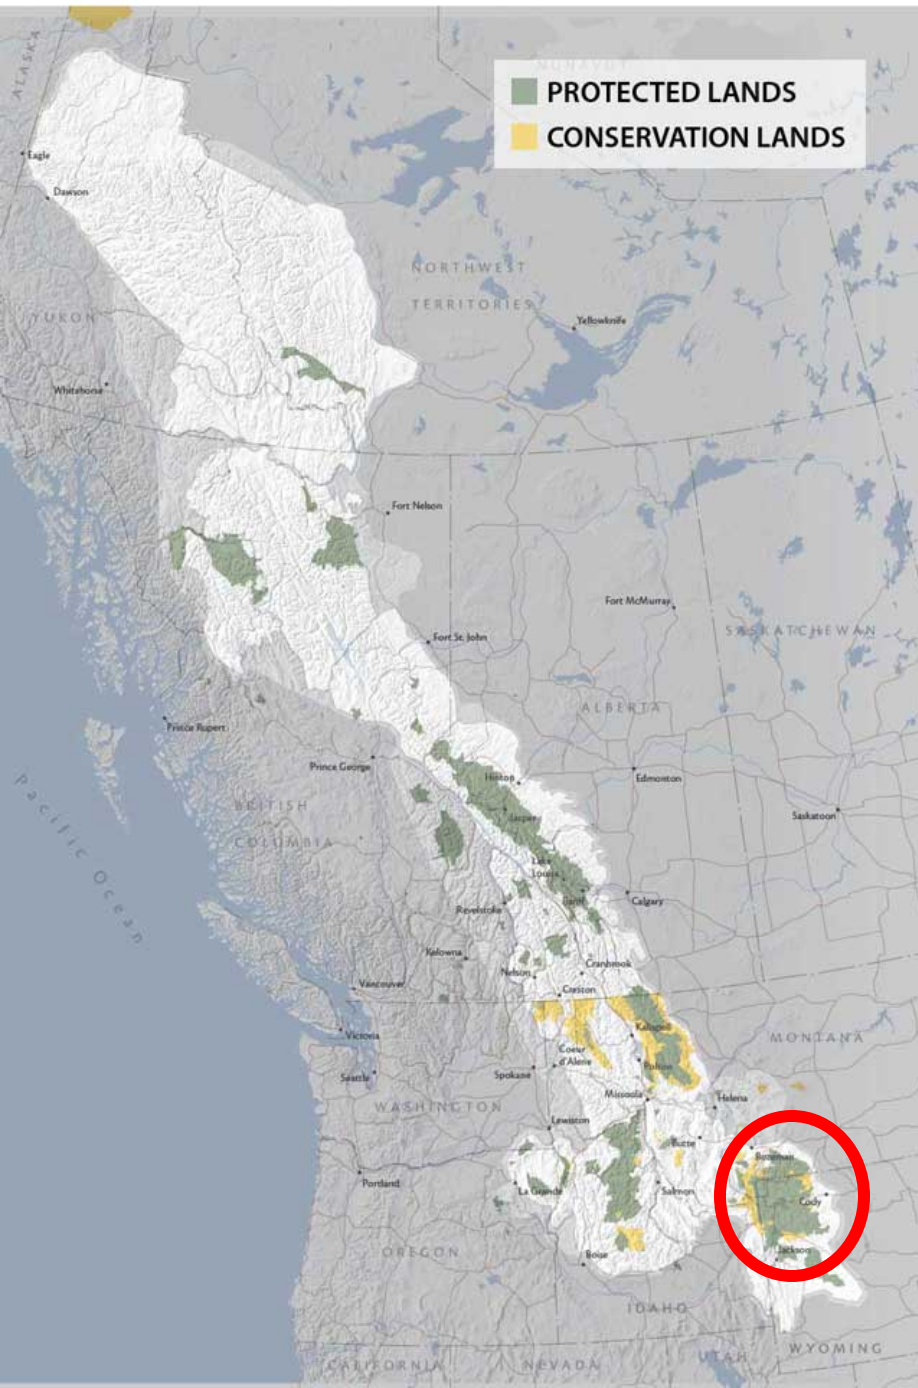 NUNAVUT
PROTECTED LANDS
CONSERVATION LANDS
ALASKA
Eagle
Dawson
NORTHWEST
TERRITORIES
YUKON
Yellowknife
Whitehorse
Fort Nelson
Fort McMurray
Fort St. John
SASKATCHEWAN
ALBERTA
Prince Rupert
Prince George
Hinton
Edmonton
Pacific Ocean
BRITISH
COLUMBIA
Jasper
Saskatoon
Lake
Louise
Banff
Calgary
Revelstoke
Kelowna
Nelson
Cranbrook
Creston
Vancouver
Victoria
Kalispell
MONTANA
Coeur
d'Alene
Polson
Spokane
Seattle
Missoula
Helena
WASHINGTON
Lewiston
Butte
Bozeman
Portland
La Grande
Salmon
Cody
OREGON
Boise
Jackson
IDAHO
WYOMING
UTAH
CALIFORNIA
NEVADA